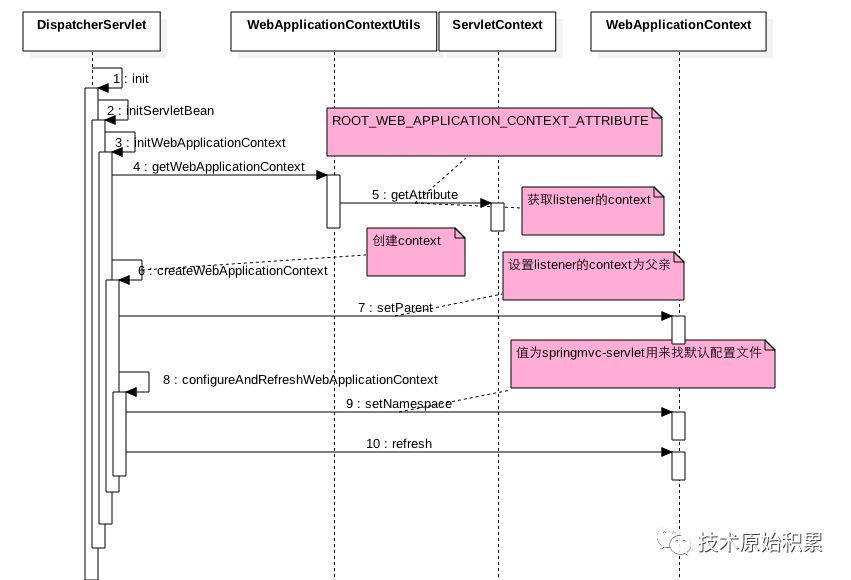 DispatcherServlet
WebApplicationContextUtils
ServletContext
WebApplicationContext
1 : init
2 : initServletBean
ROOT_WEB_APPLICATION_CONTEXT_ATTRIBUTE
3 : initWebApplicationContext
4 : getWebApplicationContext
5 : getAttribute
获取listener的context
创建context
设置listener的context为父亲
6 : createWebApplicationContext
7 : setParent
值为springmvc-servlet用来找默认配置文件
8 : configureAndRefreshWebApplicationContext
9 : setNamespace
10 : refresh
技术原始积累